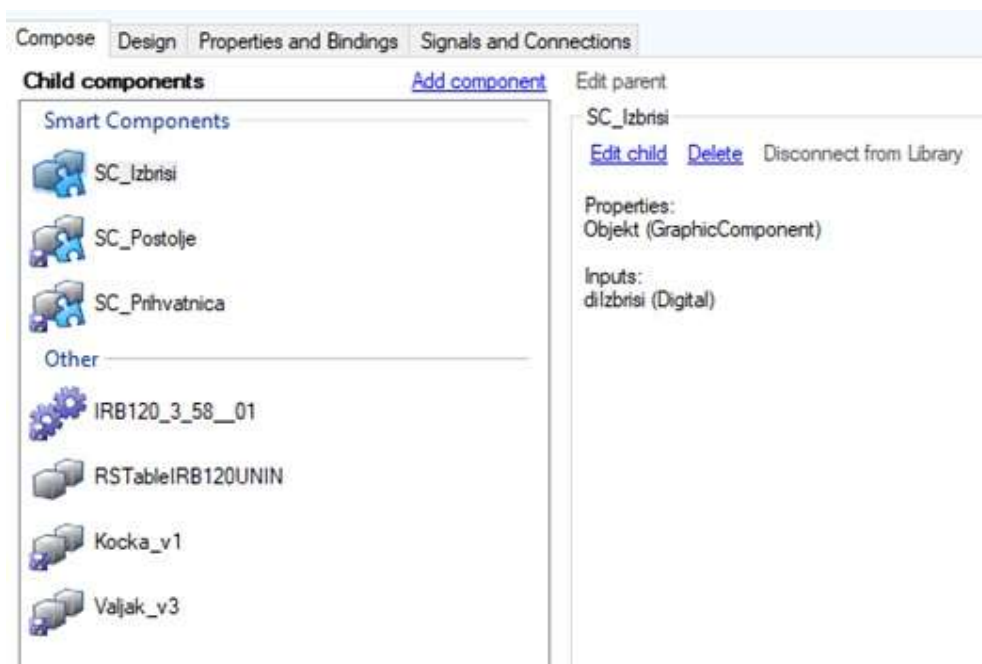 Compose Design Properties and Bindings Signals and Connections
Child components Add component
Smart Components
SC_Izbrisi
SC_Postolje
SC_Prihvatnica
Other
IRB120_3_58__01
RSTableIRB120UNIN
Kocka_v1
Valjak_v3
Edit parent
SC_Izbrisi
Edit child Delete Disconnect from Library
Properties:
Objekt (GraphicComponent)
Inputs:
diIzbrisi (Digital)